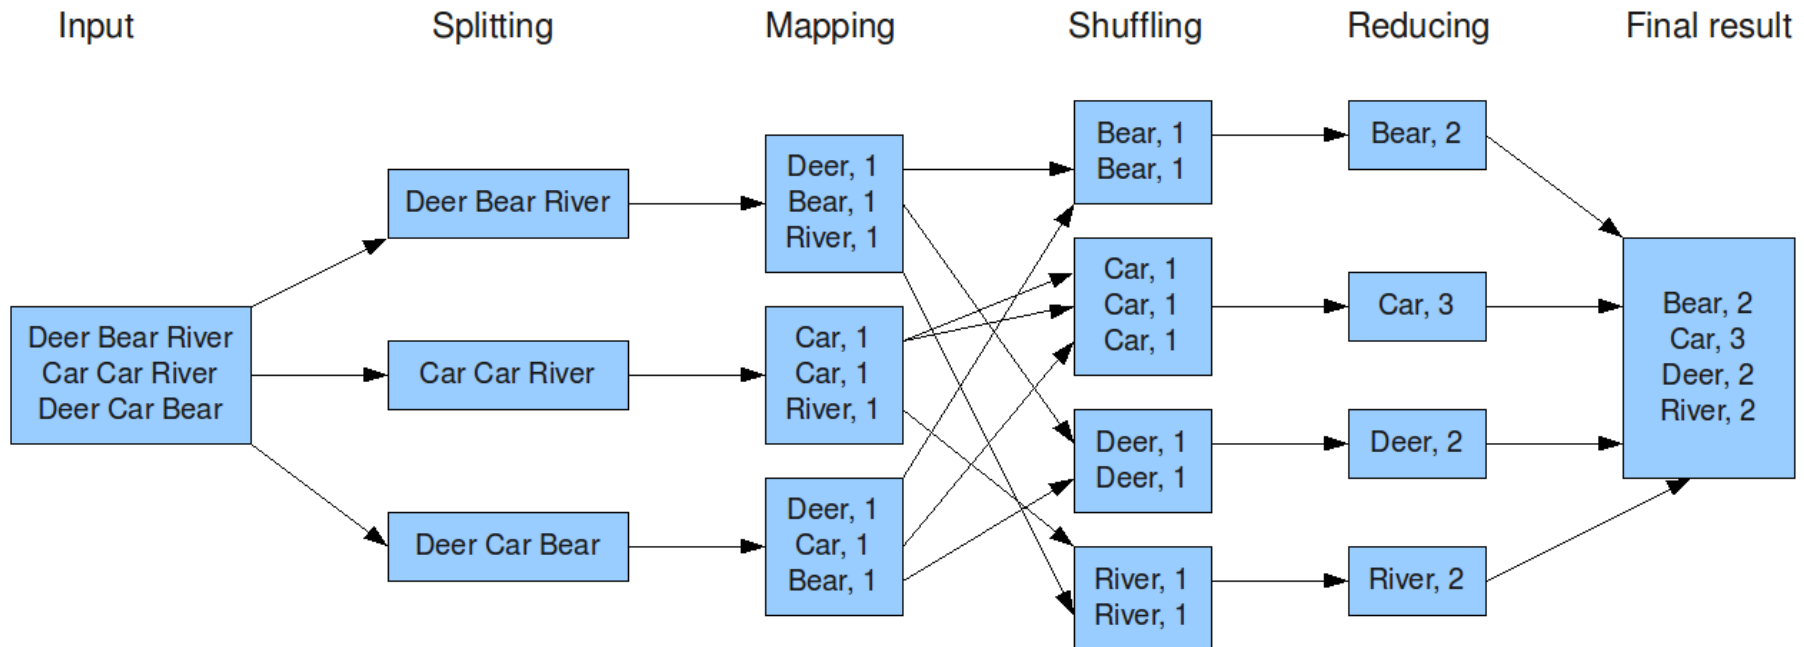 Input
Splitting
Mapping
Shuffling
Reducing
Final result
Deer Bear River
Car Car River
Deer Car Bear
Deer Bear River
Car Car River
Deer Car Bear
Deer, 1
Bear, 1
River, 1
Car, 1
Car, 1
River, 1
Deer, 1
Car, 1
Bear, 1
Bear, 1
Bear, 1
Car, 1
Car, 1
Car, 1
Deer, 1
Deer, 1
River, 1
River, 1
Bear, 2
Car, 3
Deer, 2
River, 2
Bear, 2
Car, 3
Deer, 2
River, 2